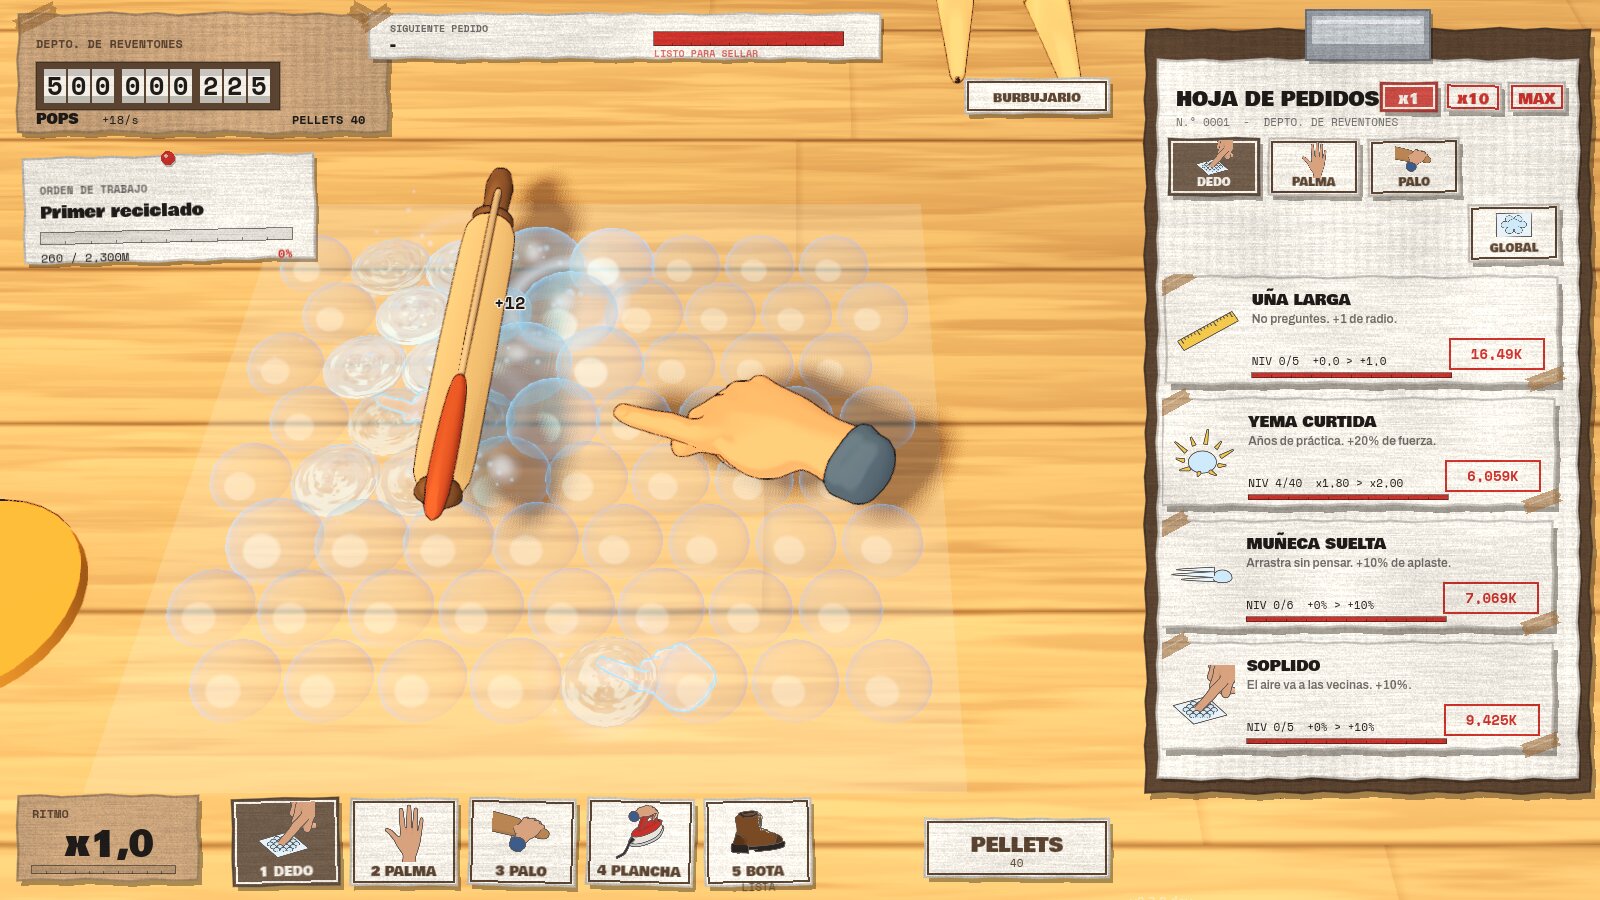 DEPTO. DE REVENTONES
500 000 225
POPS +18/s PELLETS 40
SIGUIENTE PEDIDO
-
LISTO PARA SELLAR
BURBUJARIO
ORDEN DE TRABAJO
Primer reciclado
260 / 2,300M 0%
+12
HOJA DE PEDIDOS x1 x10 MAX
N.° 0001 - DEPTO. DE REVENTONES
DEDO PALMA PALO
GLOBAL
UÑA LARGA
No preguntes. +1 de radio.
NIV 0/5 +0,0 > +1,0
16,49K
YEMA CURTIDA
Años de práctica. +20% de fuerza.
NIV 4/40 x1,80 > x2,00
6,059K
MUÑECA SUELTA
Arrastra sin pensar. +10% de aplaste.
NIV 0/6 +0% > +10%
7,069K
SOPLIDO
El aire va a las vecinas. +10%.
NIV 0/5 +0% > +10%
9,425K
RITMO
x1,0
1 DEDO 2 PALMA 3 PALO 4 PLANCHA 5 BOTA
LISTA
PELLETS
40